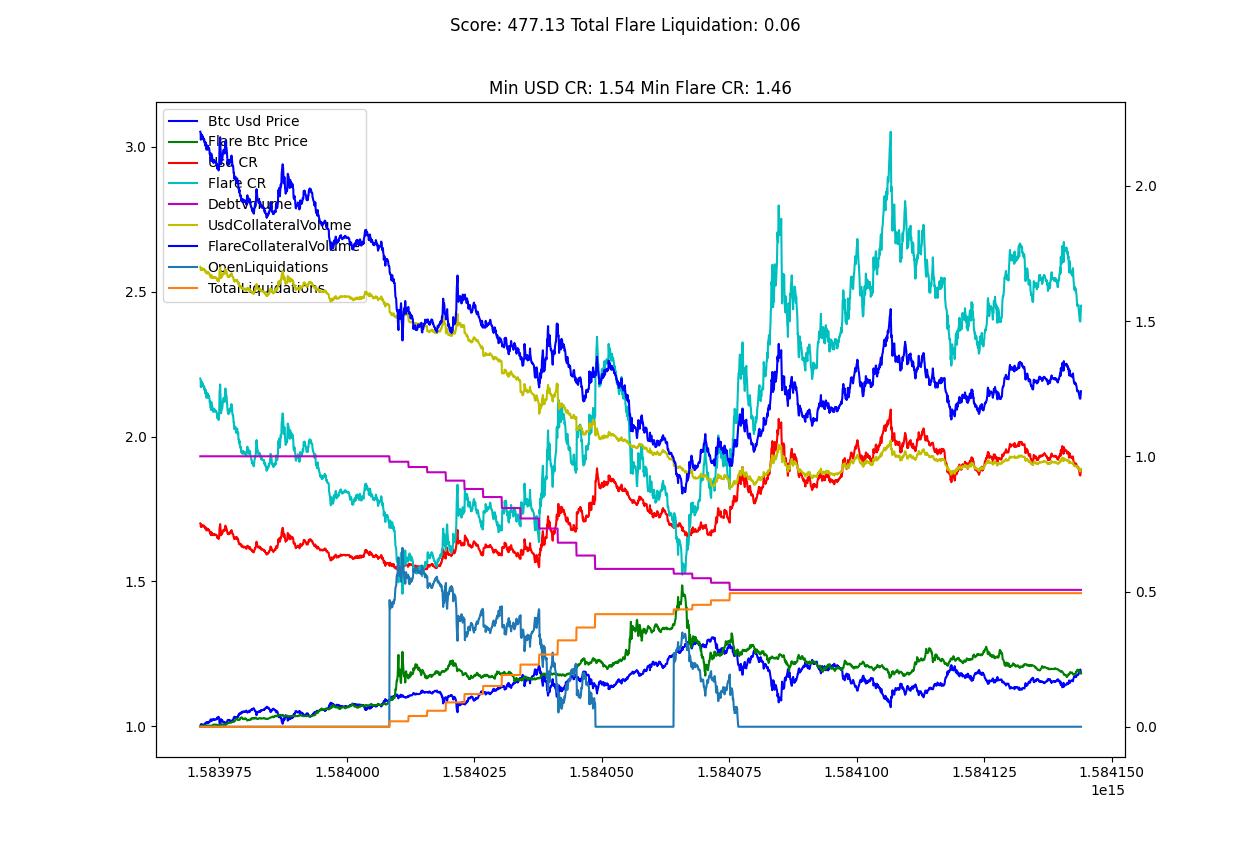 Score: 477.13 Total Flare Liquidation: 0.06
Min USD CR: 1.54 Min Flare CR: 1.46
Btc Usd Price
Flare Btc Price
Usd CR
Flare CR
DebtVolume
UsdCollateralVolume
FlareCollateralVolume
OpenLiquidations
TotalLiquidations
3.0
2.5
2.0
1.5
1.0
2.0
1.5
1.0
0.5
0.0
1.583975
1.584000
1.584025
1.584050
1.584075
1.584100
1.584125
1.584150
1e15